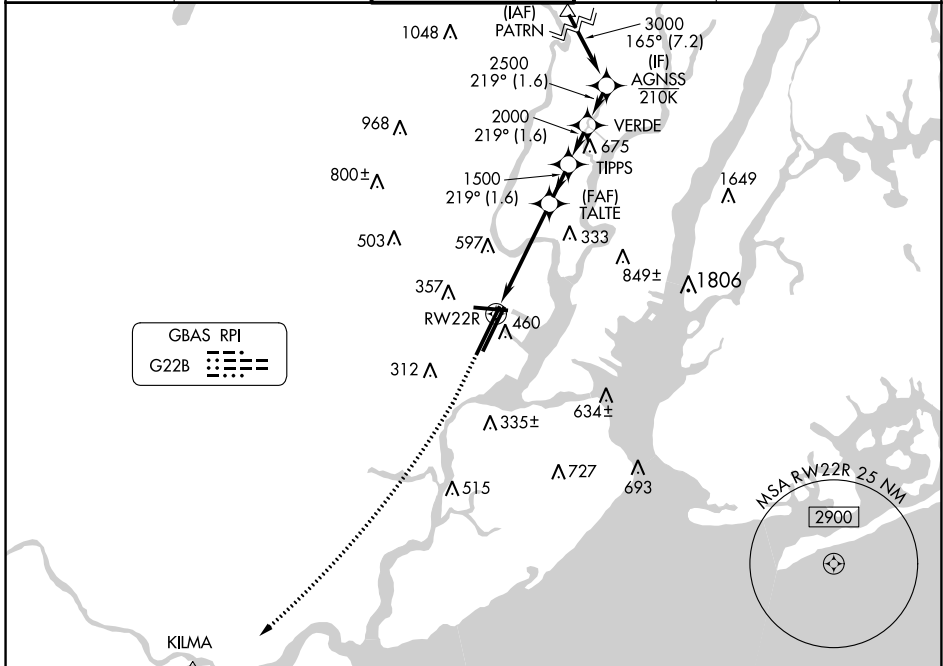 (IAF)
PATRN
3000
165° (7.2)
1048
2500
219° (1.6)
(IF)
AGNSS
210K
968
2000
219° (1.6)
VERDE
675
TIPPS
800±
1500
219° (1.6)
(FAF)
TALTE
1649
503
597
333
849±
1806
357
RW22R
460
GBAS RPI
G22B
312
335±
634±
515
727
693
MSA RW22R 25 NM
2900
KILMA